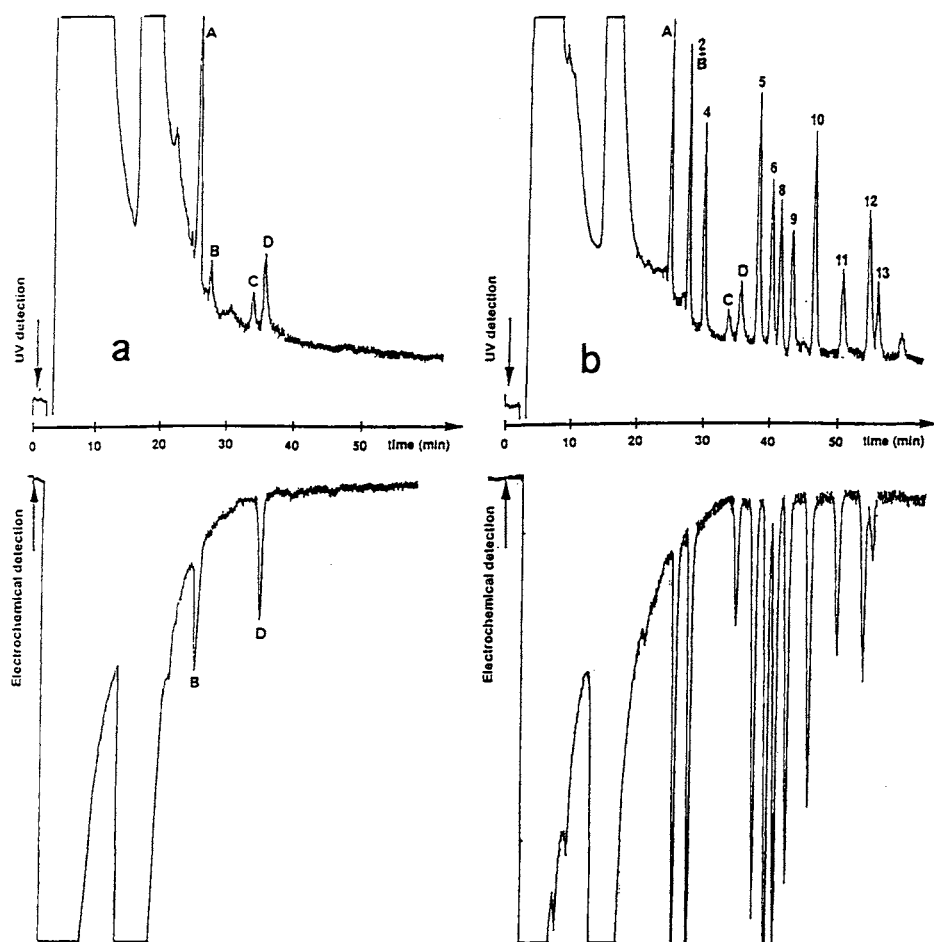 A
B
C
D
UV detection
a
0 10 20 30 40 50 time (min)
A
2
B
4
5
6
8
9
10
11
12
13
C
D
UV detection
b
0 10 20 30 40 50 time (min)
Electrochemical detection
B
D
Electrochemical detection